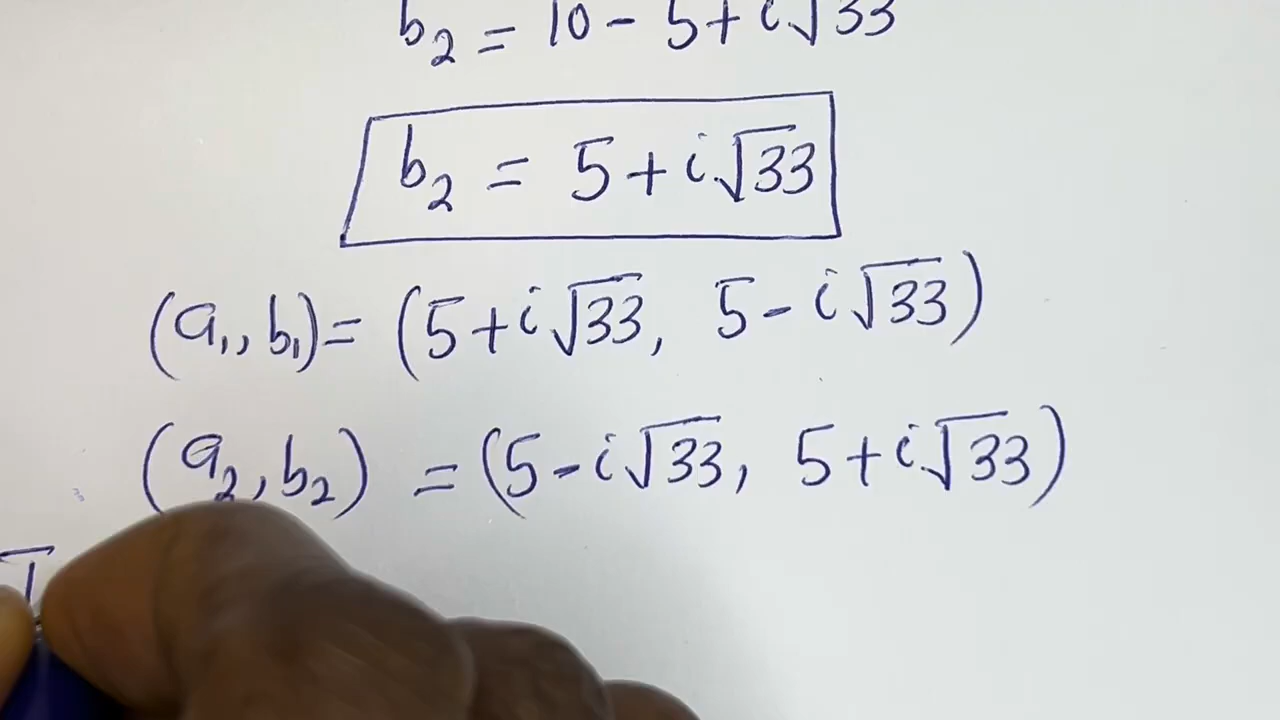 b₂ = 10 - 5 + i√33
b₂ = 5 + i√33
(a₁, b₁) = (5 + i√33, 5 - i√33)
(a₂, b₂) = (5 - i√33, 5 + i√33)